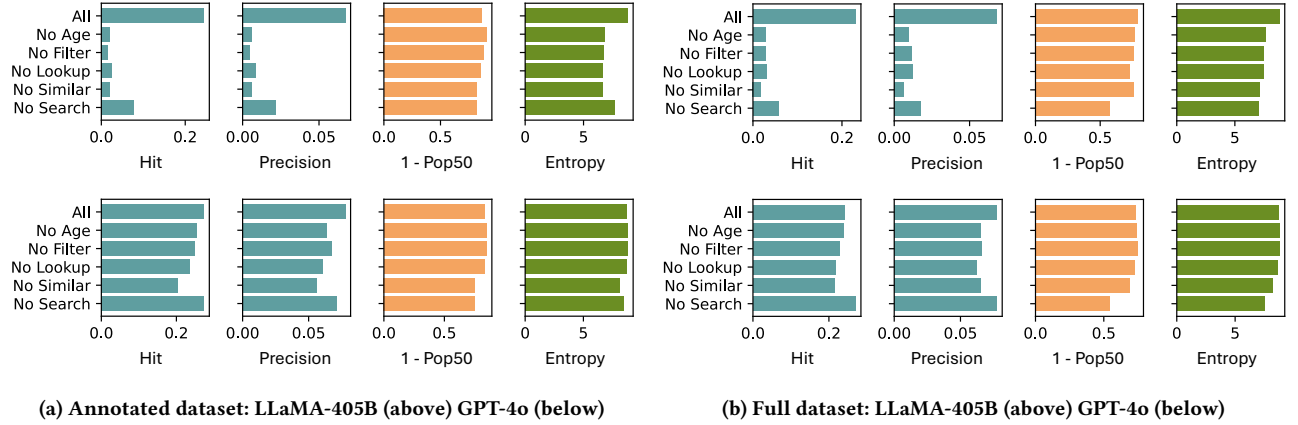 All
No Age
No Filter
No Lookup
No Similar
No Search
0.0 0.2
Hit
0.00 0.05
Precision
0.0 0.5
1 - Pop50
0 5
Entropy
All
No Age
No Filter
No Lookup
No Similar
No Search
0.0 0.2
Hit
0.00 0.05
Precision
0.0 0.5
1 - Pop50
0 5
Entropy
(a) Annotated dataset: LLaMA-405B (above) GPT-4o (below)
All
No Age
No Filter
No Lookup
No Similar
No Search
0.0 0.2
Hit
0.00 0.05
Precision
0.0 0.5
1 - Pop50
0 5
Entropy
All
No Age
No Filter
No Lookup
No Similar
No Search
0.0 0.2
Hit
0.00 0.05
Precision
0.0 0.5
1 - Pop50
0 5
Entropy
(b) Full dataset: LLaMA-405B (above) GPT-4o (below)